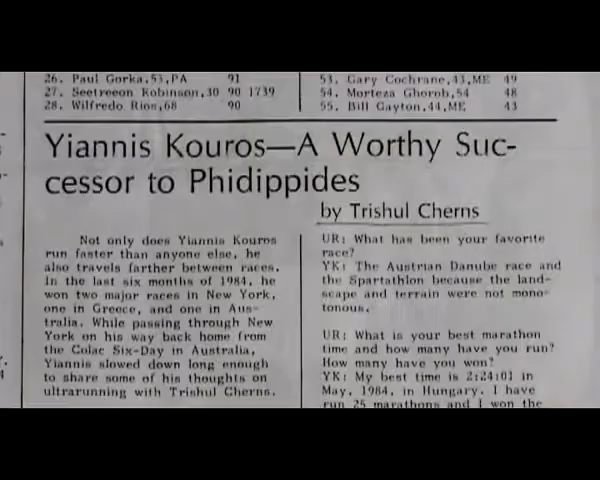 26. Paul Gorka,53,PA 91
27. Seetreeon Robinson,30 90 1739
28. Wilfredo Rios,68 90
53. Gary Cochrane,43,ME 49
54. Morteza Ghorob,54 48
55. Bill Gayton,44,ME 43
Yiannis Kouros—A Worthy Suc-
cessor to Phidippides
by Trishul Cherns
Not only does Yiannis Kouros
run faster than anyone else, he
also travels farther between races.
In the last six months of 1984, he
won two major races in New York,
one in Greece, and one in Aus-
tralia. While passing through New
York on his way back home from
the Colac Six-Day in Australia,
Yiannis slowed down long enough
to share some of his thoughts on
ultrarunning with Trishul Cherns.
UR: What has been your favorite
race?
YK: The Austrian Danube race and
the Spartathlon because the land-
scape and terrain were not mono-
tonous.
UR: What is your best marathon
time and how many have you run?
How many have you won?
YK: My best time is 2:24:01 in
May, 1984, in Hungary. I have
run 25 marathons and I won the